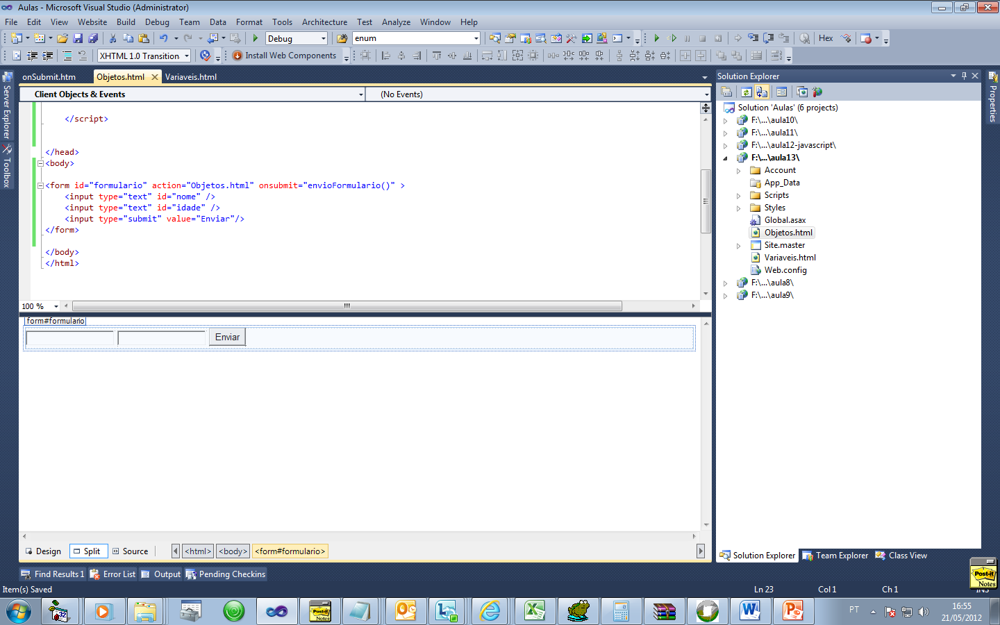 Aulas - Microsoft Visual Studio (Administrator)
File Edit View Website Build Debug Team Data Format Tools Architecture Test Analyze Window Help
Debug enum Hex
XHTML 1.0 Transition Install Web Components
onSubmit.htm Objetos.html Variaveis.html
Client Objects & Events (No Events)
</script>
</head>
<body>
<form id="formulario" action="Objetos.html" onsubmit="envioFormulario()" >
<input type="text" id="nome" />
<input type="text" id="idade" />
<input type="submit" value="Enviar"/>
</form>
</body>
</html>
100 %
form#formulario
Enviar
Design Split Source <html> <body> <form#formulario>
Server Explorer
Toolbox
Solution Explorer
Solution 'Aulas' (6 projects)
F:\...\aula10\
F:\...\aula11\
F:\...\aula12-javascript\
F:\...\aula13\
Account
App_Data
Scripts
Styles
Global.asax
Objetos.html
Site.master
Variaveis.html
Web.config
F:\...\aula8\
F:\...\aula9\
Properties
Solution Explorer Team Explorer Class View
Find Results 1 Error List Output Pending Checkins
Item(s) Saved Ln 23 Col 1 Ch 1 INS
Post-it
Notes
32
Post-it
Notes
PT
16:55
21/05/2012